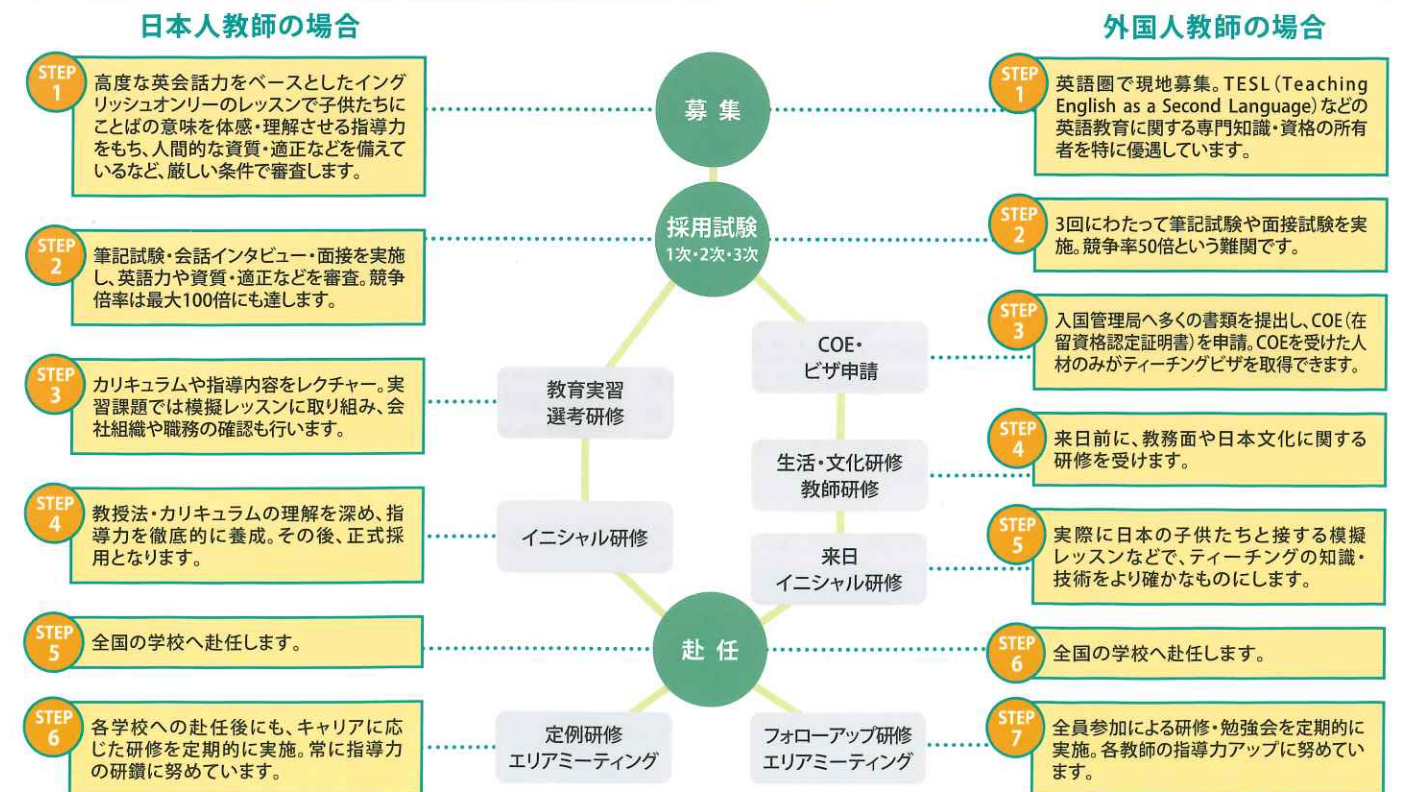 日本人教師の場合
STEP
1
高度な英会話力をベースとしたイング
リッシュオンリーのレッスンで子供たちに
ことばの意味を体感・理解させる指導力
をもち、人間的な資質・適正などを備えて
いるなど、厳しい条件で審査します。
STEP
2
筆記試験・会話インタビュー・面接を実施
し、英語力や資質・適正などを審査。競争
倍率は最大100倍にも達します。
STEP
3
カリキュラムや指導内容をレクチャー。実
習課題では模擬レッスンに取り組み、会
社組織や職務の確認も行います。
STEP
4
教授法・カリキュラムの理解を深め、指
導力を徹底的に養成。その後、正式採
用となります。
STEP
5
全国の学校へ赴任します。
STEP
6
各学校への赴任後にも、キャリアに応
じた研修を定期的に実施。常に指導力
の研鑽に努めています。
募集
採用試験
1次・2次・3次
教育実習
選考研修
イニシャル研修
COE・
ビザ申請
生活・文化研修
教師研修
来日
イニシャル研修
赴任
定例研修
エリアミーティング
フォローアップ研修
エリアミーティング
外国人教師の場合
STEP
1
英語圏で現地募集。TESL(Teaching
English as a Second Language)などの
英語教育に関する専門知識・資格の所有
者を特に優遇しています。
STEP
2
3回にわたって筆記試験や面接試験を実
施。競争率50倍という難関です。
STEP
3
入国管理局へ多くの書類を提出し、COE(在
留資格認定証明書)を申請。COEを受けた人
材のみがティーチングビザを取得できます。
STEP
4
来日前に、教務面や日本文化に関する
研修を受けます。
STEP
5
実際に日本の子供たちと接する模擬
レッスンなどで、ティーチングの知識・
技術をより確かなものにします。
STEP
6
全国の学校へ赴任します。
STEP
7
全員参加による研修・勉強会を定期的に
実施。各教師の指導力アップに努めてい
ます。